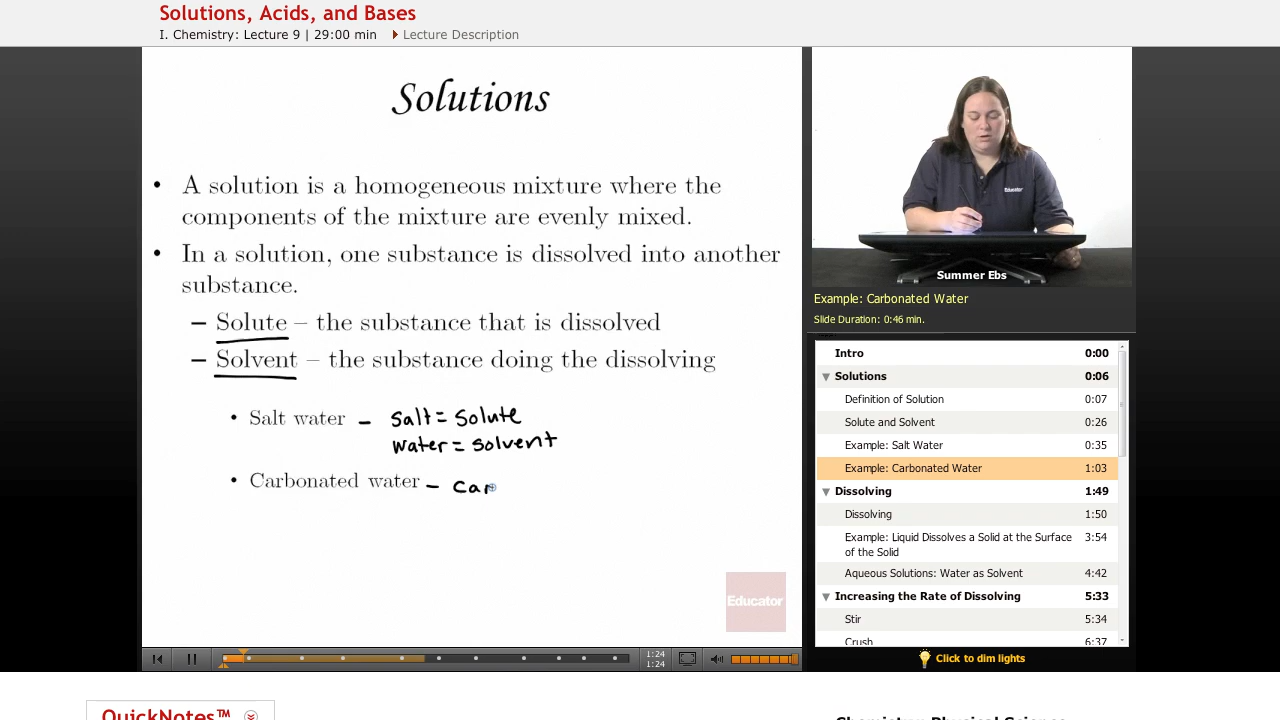 Solutions, Acids, and Bases
I. Chemistry: Lecture 9 | 29:00 min
Lecture Description
Solutions
• A solution is a homogeneous mixture where the
components of the mixture are evenly mixed.
• In a solution, one substance is dissolved into another
substance.
– Solute – the substance that is dissolved
– Solvent – the substance doing the dissolving
• Salt water – salt = solute
water = solvent
• Carbonated water – car
Educator
1:24
1:24
Educator
Summer Ebs
Example: Carbonated Water
Slide Duration: 0:46 min.
Intro 0:00
Solutions 0:06
Definition of Solution 0:07
Solute and Solvent 0:26
Example: Salt Water 0:35
Example: Carbonated Water 1:03
Dissolving 1:49
Dissolving 1:50
Example: Liquid Dissolves a Solid at the Surface 3:54
of the Solid
Aqueous Solutions: Water as Solvent 4:42
Increasing the Rate of Dissolving 5:33
Stir 5:34
Crush 6:37
Click to dim lights
QuickNotes™
Chemistry: Physical Science